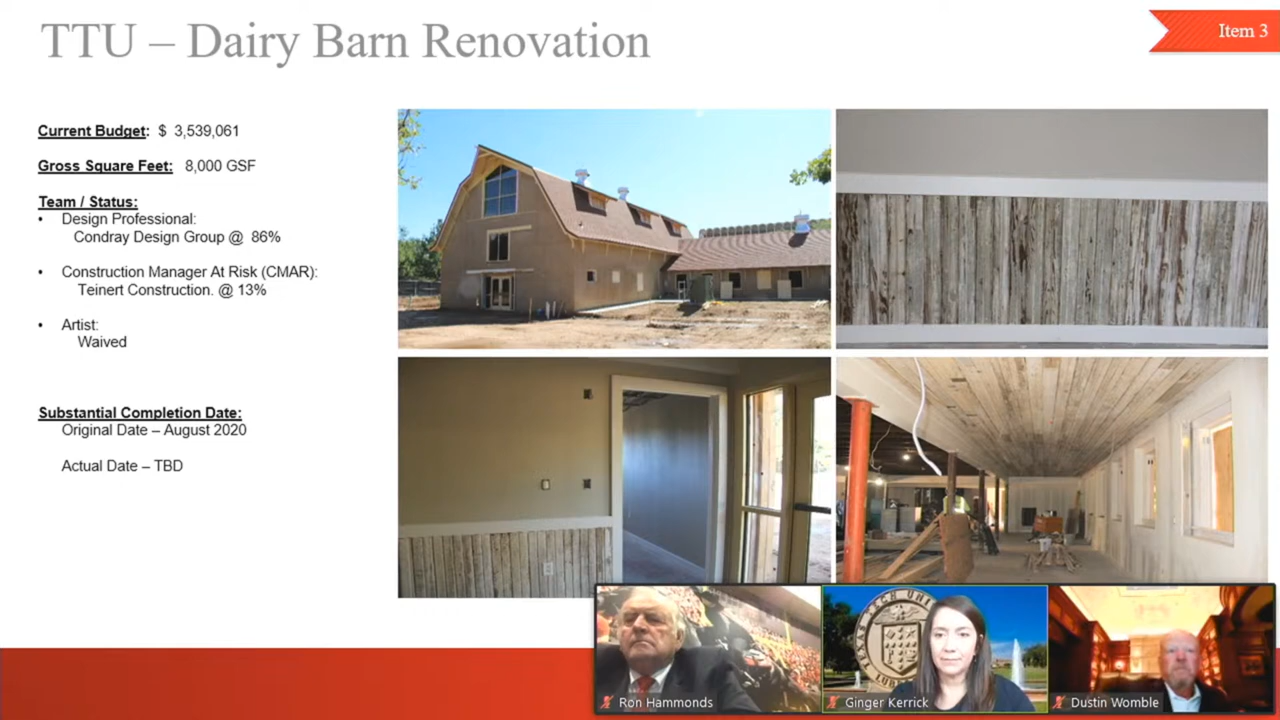 TTU – Dairy Barn Renovation
Item 3
Current Budget: $ 3,539,061
Gross Square Feet: 8,000 GSF
Team / Status:
• Design Professional:
Condray Design Group @ 86%
• Construction Manager At Risk (CMAR):
Teinert Construction. @ 13%
• Artist:
Waived
Substantial Completion Date:
Original Date – August 2020
Actual Date – TBD
Ron Hammonds
Ginger Kerrick
Dustin Womble